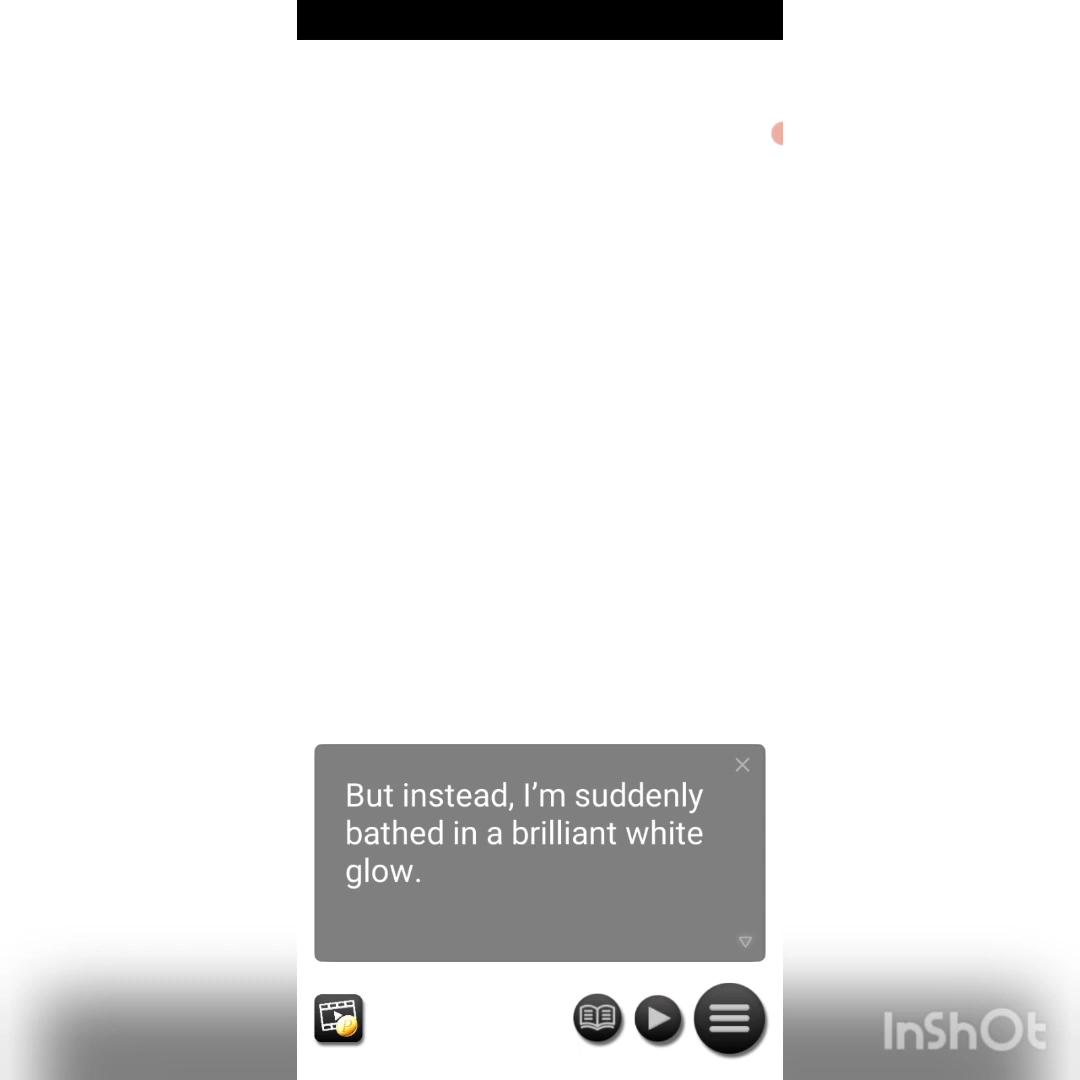 But instead, I’m suddenly
bathed in a brilliant white
glow.
P
InShOt